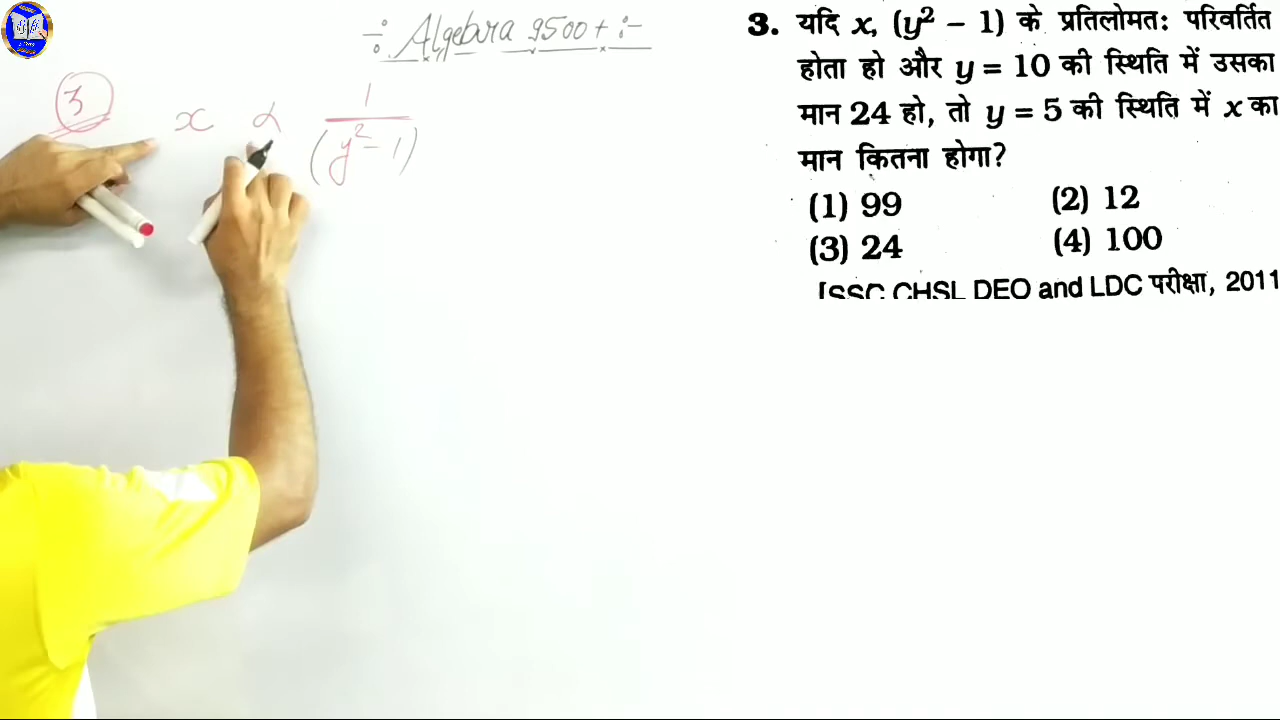 ÷ Algebra 9500+ :-
3
x ∝ 1/(y² - 1)
3. यदि x, (y² – 1) के प्रतिलोमतः परिवर्तित
होता हो और y = 10 की स्थिति में उसका
मान 24 हो, तो y = 5 की स्थिति में x का
मान कितना होगा?
(1) 99 (2) 12
(3) 24 (4) 100
[SSC CHSL DEO and LDC परीक्षा, 2011